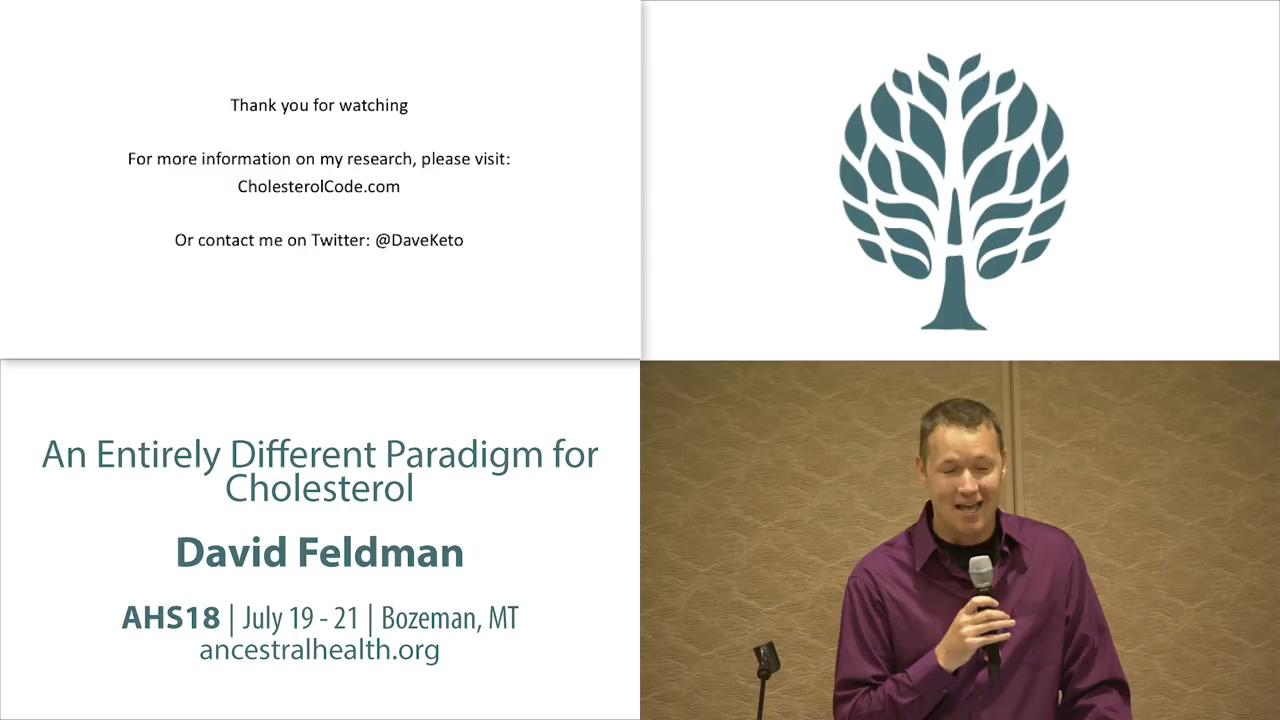 Thank you for watching
For more information on my research, please visit:
CholesterolCode.com
Or contact me on Twitter: @DaveKeto
An Entirely Different Paradigm for
Cholesterol
David Feldman
AHS18 | July 19 - 21 | Bozeman, MT
ancestralhealth.org